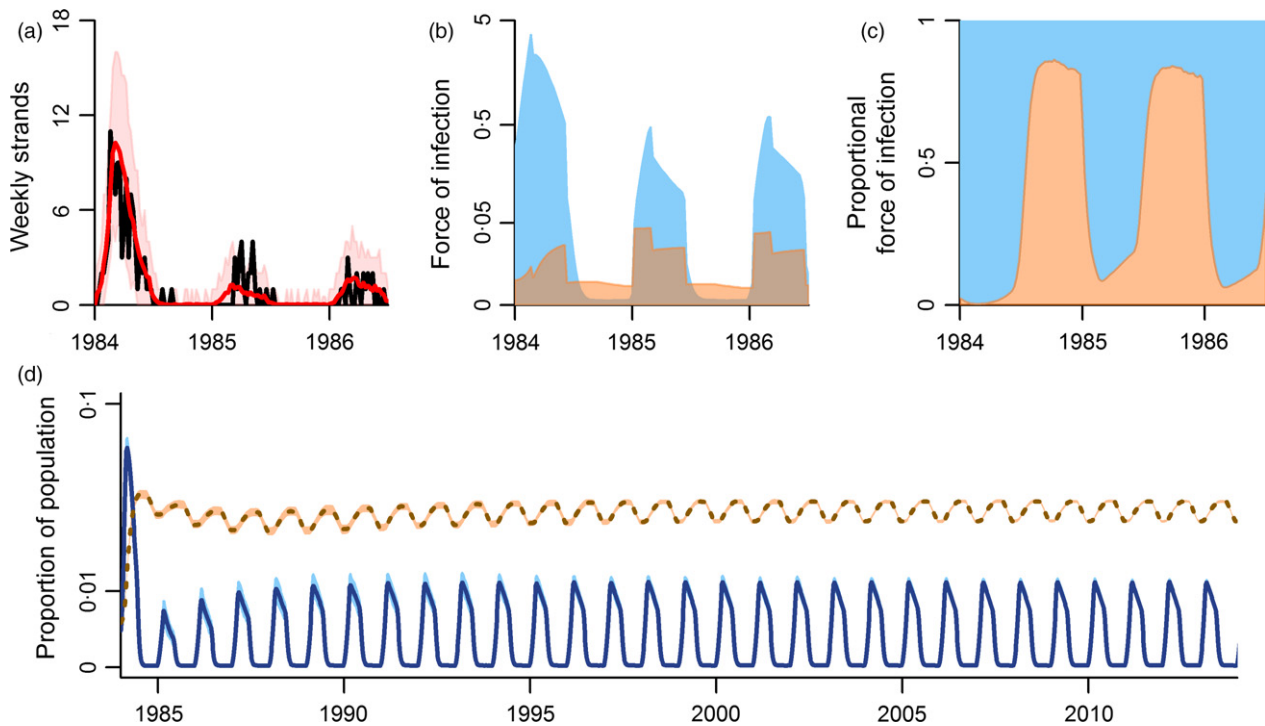 (a)
Weekly strands
18
12
6
0
1984 1985 1986
(b)
Force of infection
5
0·5
0·05
0
1984 1985 1986
(c)
Proportional
force of infection
1
0·5
0
1984 1985 1986
(d)
Proportion of population
0·1
0·01
0
1985 1990 1995 2000 2005 2010